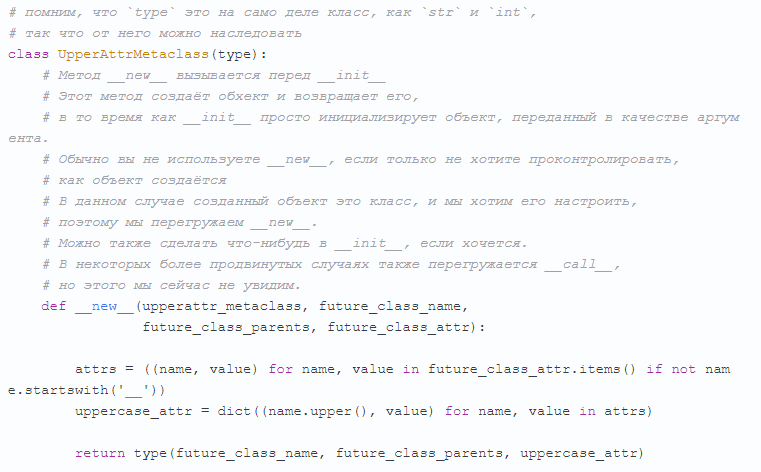 # помним, что `type` это на само деле класс, как `str` и `int`,
# так что от него можно наследовать
class UpperAttrMetaclass(type):
    # Метод __new__ вызывается перед __init__
    # Этот метод создаёт обхект и возвращает его,
    # в то время как __init__ просто инициализирует объект, переданный в качестве аргум
ента.
    # Обычно вы не используете __new__, если только не хотите проконтролировать,
    # как объект создаётся
    # В данном случае созданный объект это класс, и мы хотим его настроить,
    # поэтому мы перегружаем __new__.
    # Можно также сделать что-нибудь в __init__, если хочется.
    # В некоторых более продвинутых случаях также перегружается __call__,
    # но этого мы сейчас не увидим.
    def __new__(upperattr_metaclass, future_class_name,
                future_class_parents, future_class_attr):
        attrs = ((name, value) for name, value in future_class_attr.items() if not nam
e.startswith('__'))
        uppercase_attr = dict((name.upper(), value) for name, value in attrs)
        return type(future_class_name, future_class_parents, uppercase_attr)